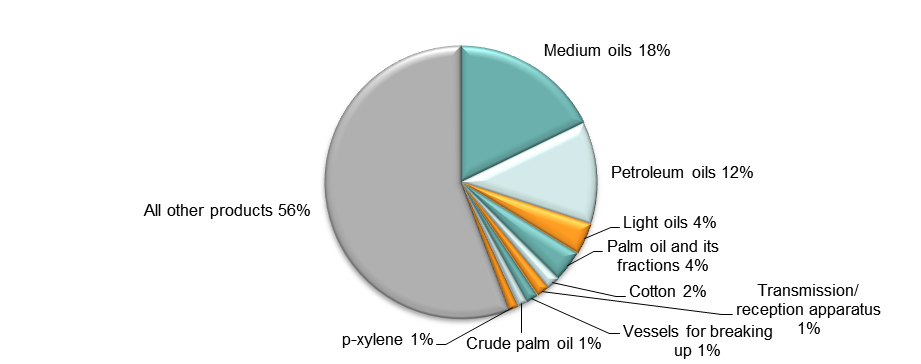 Medium oils 18%
Petroleum oils 12%
Light oils 4%
Palm oil and its
fractions 4%
Cotton 2%
Transmission/
reception apparatus
1%
Vessels for breaking
up 1%
Crude palm oil 1%
p-xylene 1%
All other products 56%